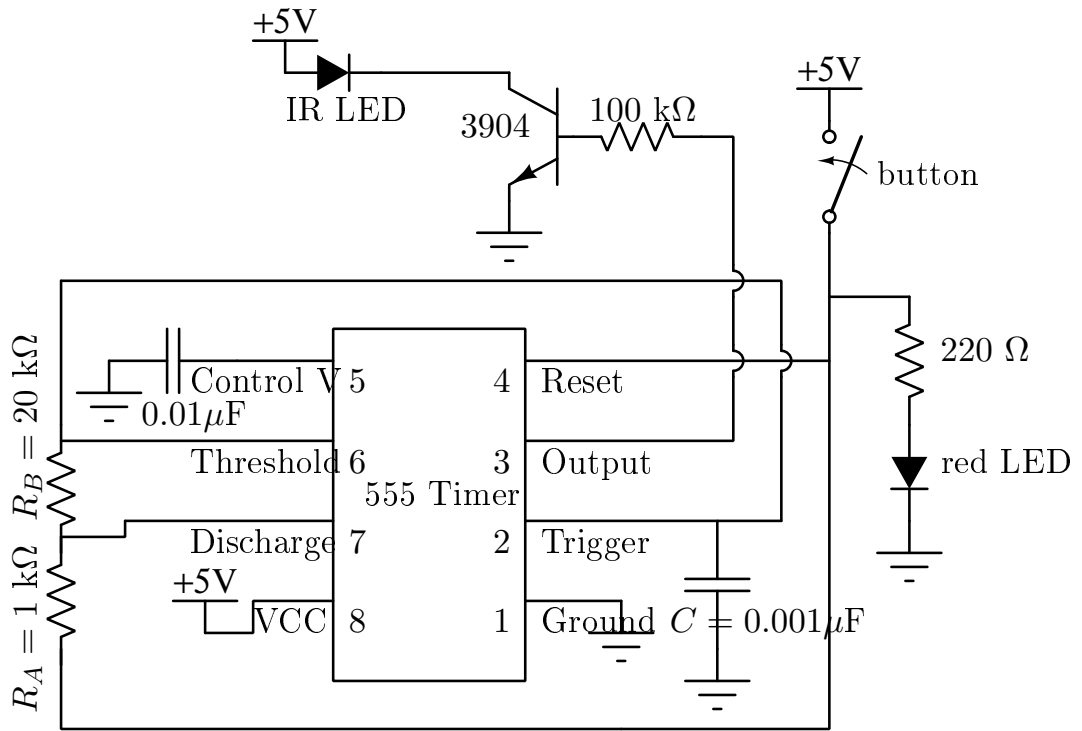 +5V
IR LED
3904
100 kΩ
+5V
button
220 Ω
red LED
Control V 5
4 Reset
0.01µF
R_B = 20 kΩ
Threshold 6
3 Output
555 Timer
Discharge 7
2 Trigger
R_A = 1 kΩ
+5V
VCC 8
1 Ground
C = 0.001µF